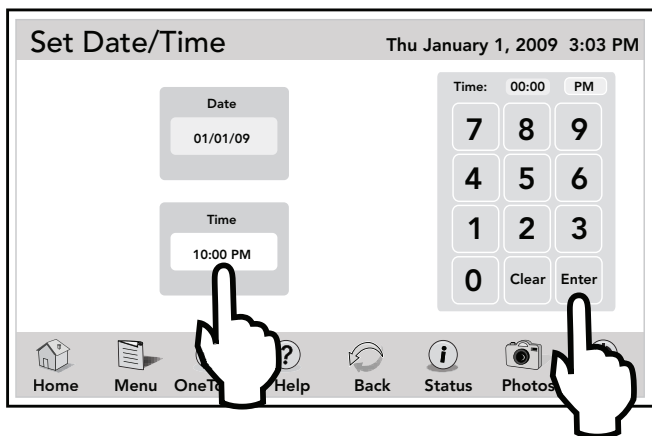 Set Date/Time
Thu January 1, 2009 3:03 PM
Date
01/01/09
Time
10:00 PM
Time: 00:00 PM
7 8 9
4 5 6
1 2 3
0 Clear Enter
?
i
Home Menu Help Back Status Photos